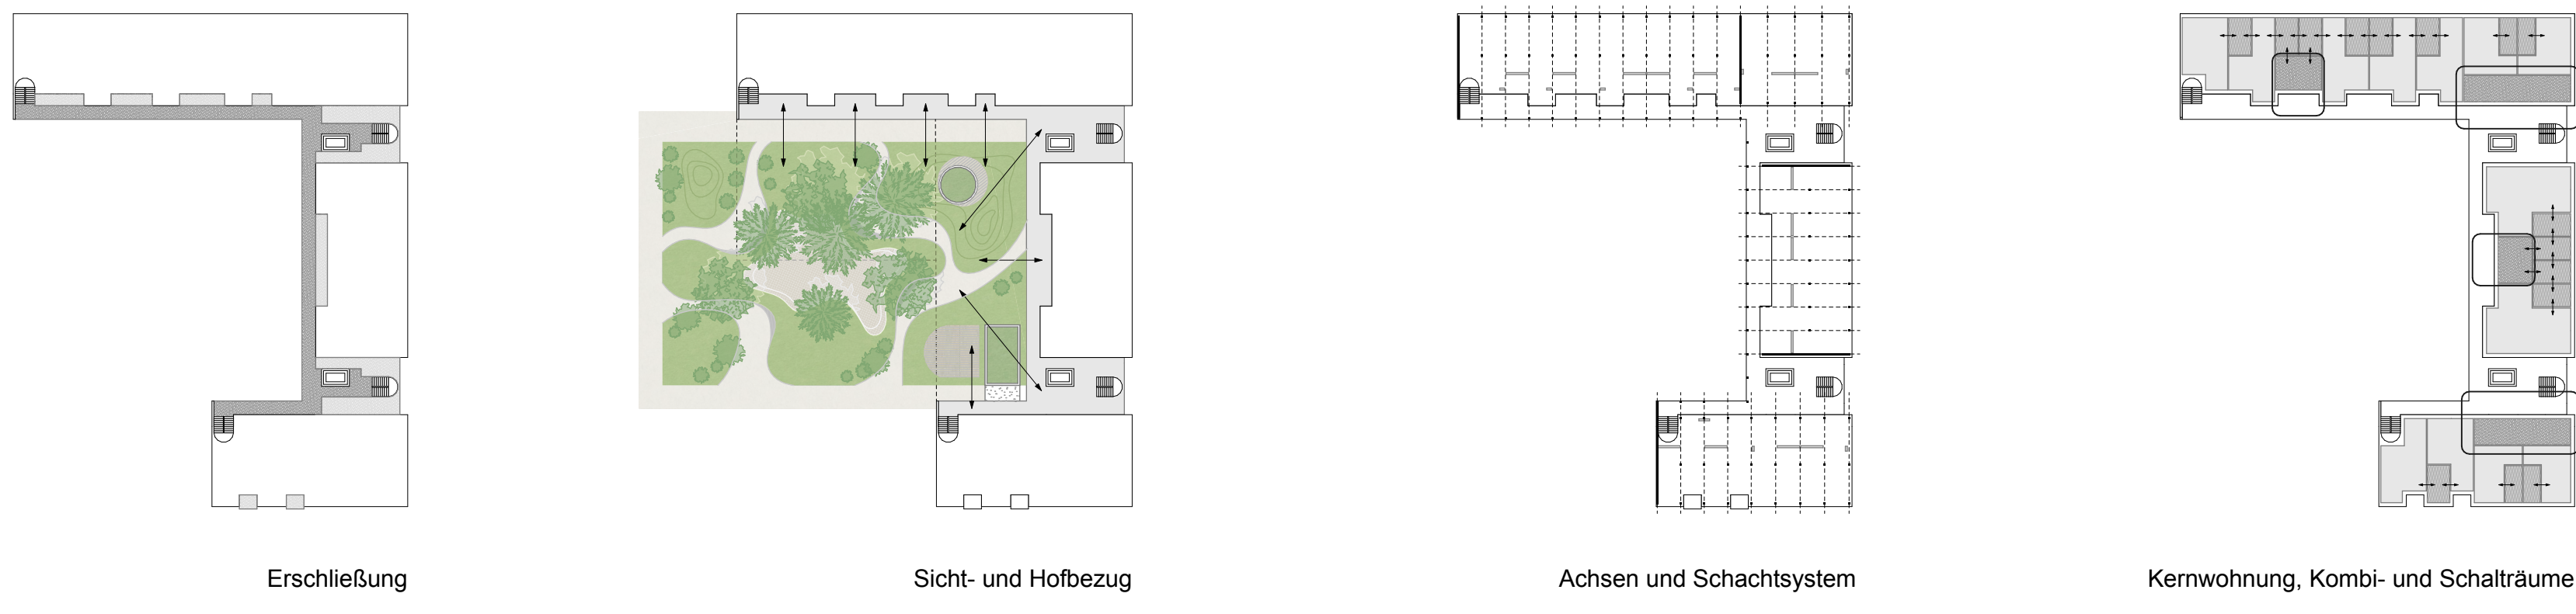 Erschließung
Sicht- und Hofbezug
Achsen und Schachtsystem
Kernwohnung, Kombi- und Schalträume